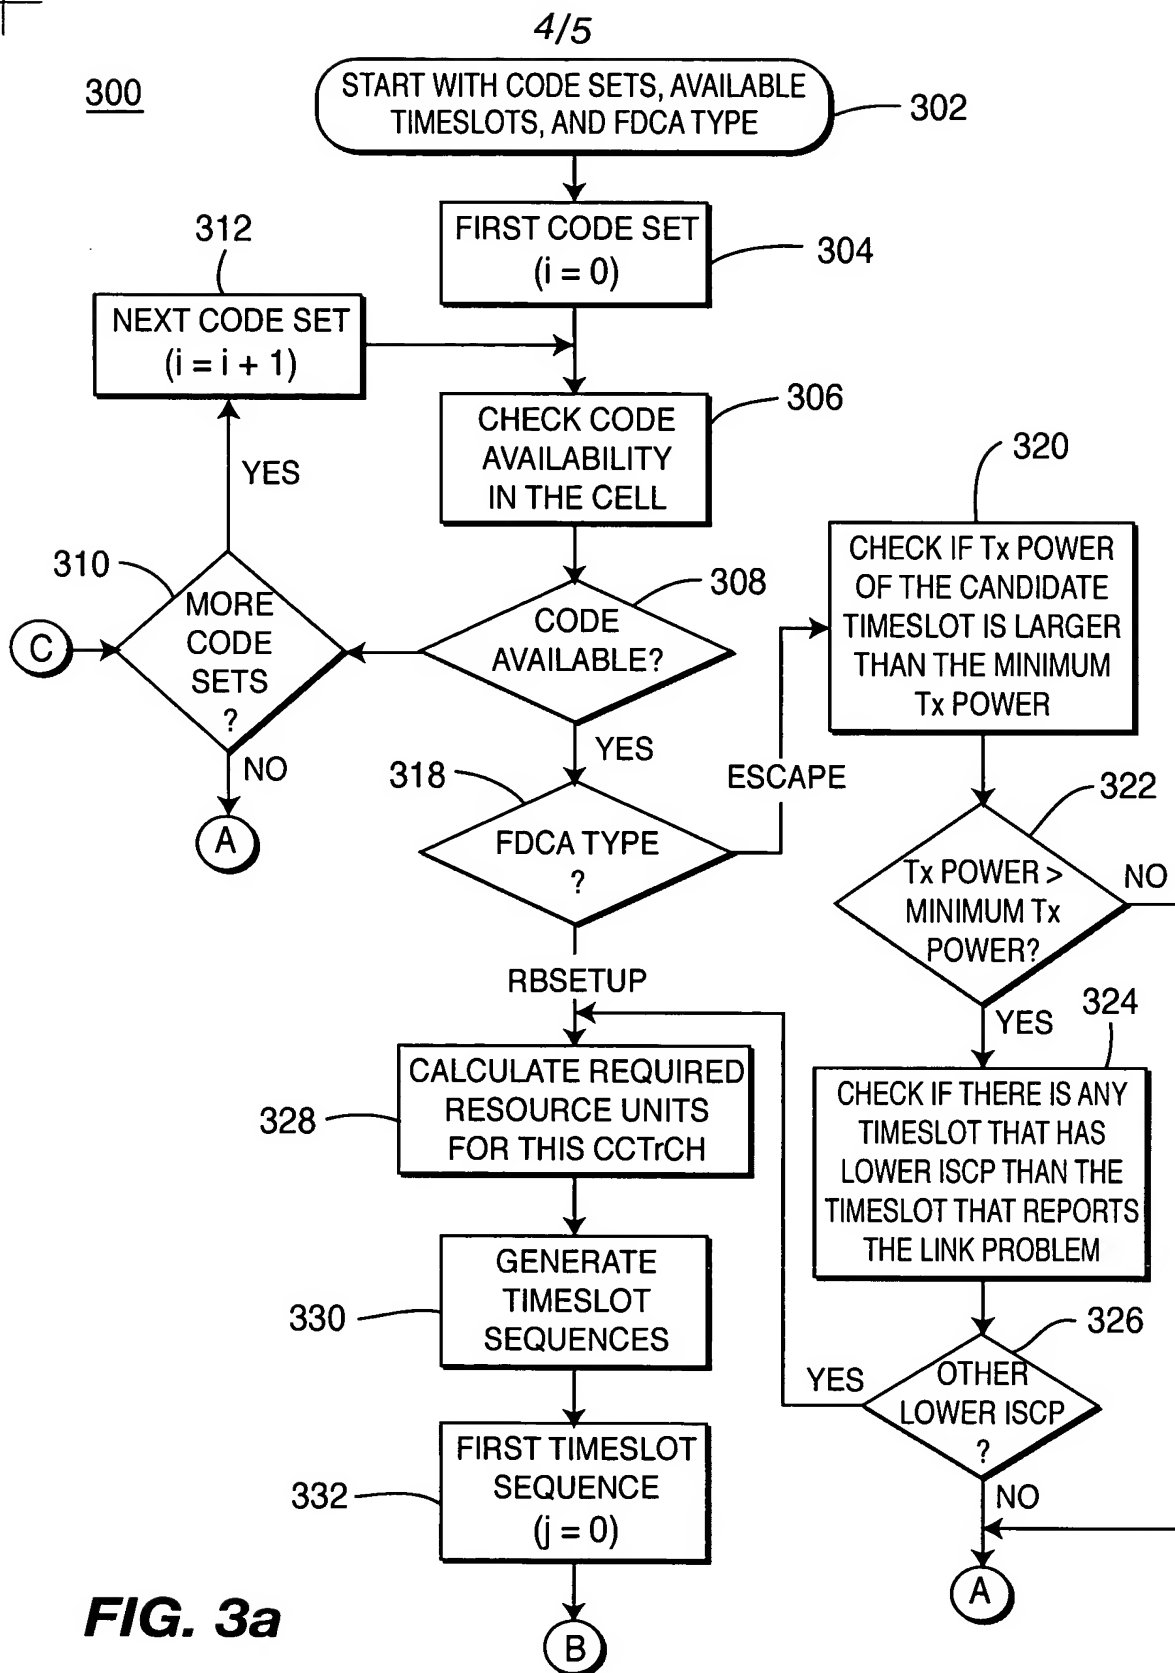 4/5
300
START WITH CODE SETS, AVAILABLE
TIMESLOTS, AND FDCA TYPE
302
FIRST CODE SET
(i = 0)
304
312
NEXT CODE SET
(i = i + 1)
CHECK CODE
AVAILABILITY
IN THE CELL
306
YES
310
MORE
CODE
SETS
?
C
NO
A
CODE
AVAILABLE?
308
YES
318
FDCA TYPE
?
ESCAPE
RBSETUP
320
CHECK IF Tx POWER
OF THE CANDIDATE
TIMESLOT IS LARGER
THAN THE MINIMUM
Tx POWER
322
Tx POWER >
MINIMUM Tx
POWER?
NO
YES
324
CHECK IF THERE IS ANY
TIMESLOT THAT HAS
LOWER ISCP THAN THE
TIMESLOT THAT REPORTS
THE LINK PROBLEM
326
OTHER
LOWER ISCP
?
YES
NO
A
CALCULATE REQUIRED
RESOURCE UNITS
FOR THIS CCTrCH
328
GENERATE
TIMESLOT
SEQUENCES
330
FIRST TIMESLOT
SEQUENCE
(j = 0)
332
B
FIG. 3a